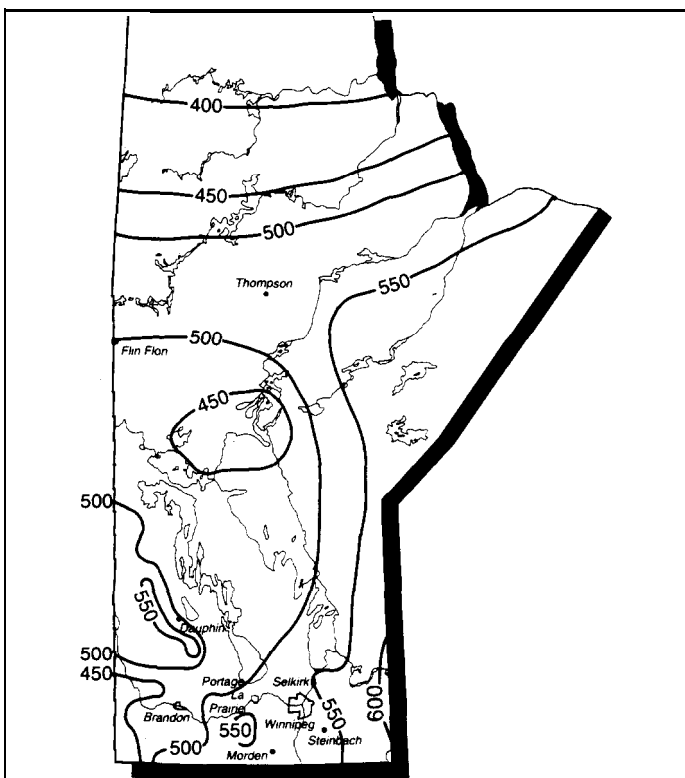 400
450
500
Thompson
550
500
Flin Flon
450
500
550
Dauphin
500
450
Portage
La
Prairie
Selkirk
Brandon
550
Winnipeg
550
600
Steinbach
500
Morden